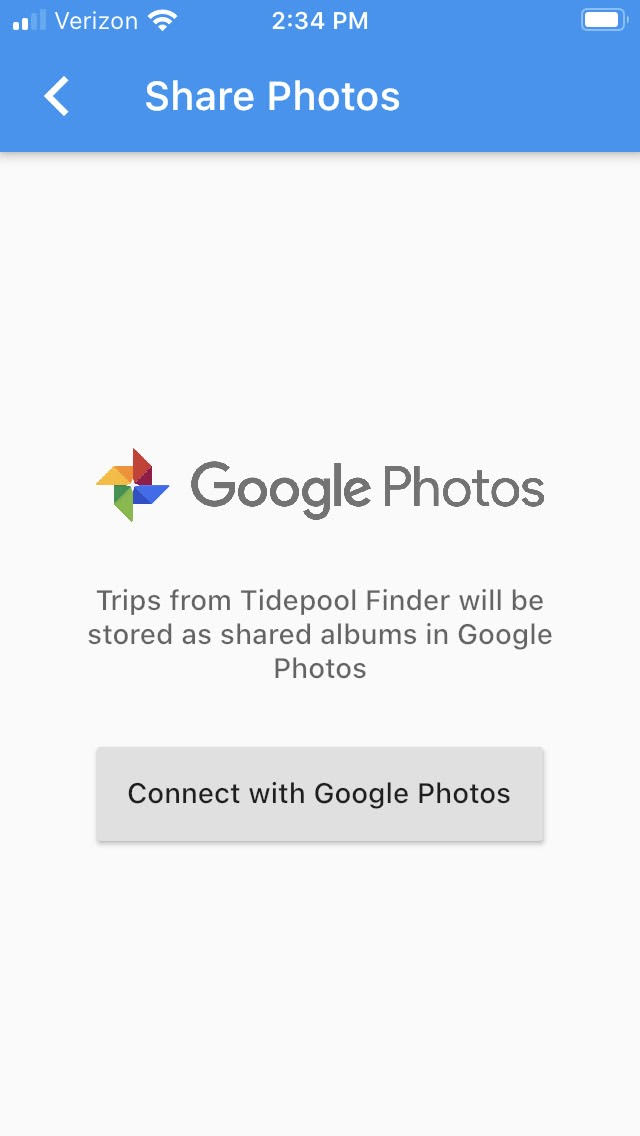 Verizon 2:34 PM
Share Photos
Google Photos
Trips from Tidepool Finder will be
stored as shared albums in Google
Photos
Connect with Google Photos